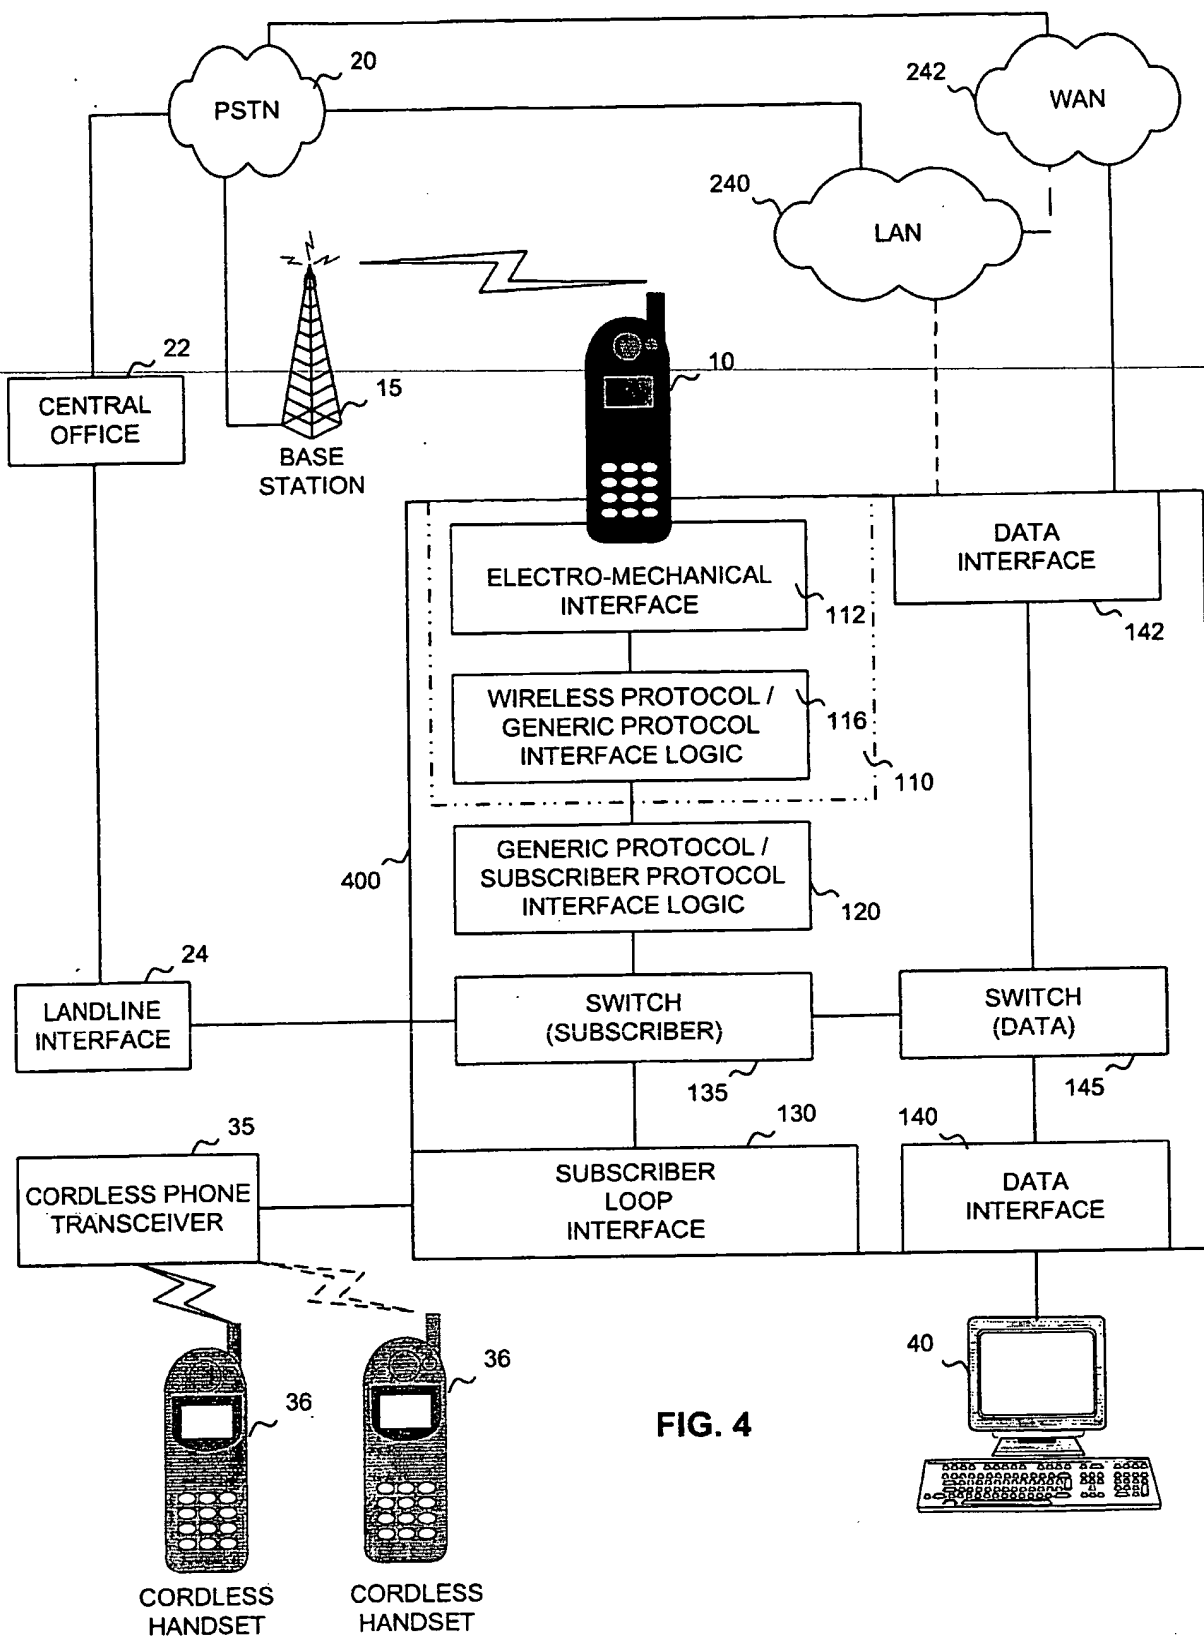 20
PSTN
242
WAN
240
LAN
22
CENTRAL
OFFICE
15
BASE
STATION
10
DATA
INTERFACE
142
ELECTRO-MECHANICAL
INTERFACE
112
WIRELESS PROTOCOL /
GENERIC PROTOCOL
INTERFACE LOGIC
116
110
GENERIC PROTOCOL /
SUBSCRIBER PROTOCOL
INTERFACE LOGIC
120
400
24
LANDLINE
INTERFACE
SWITCH
(SUBSCRIBER)
135
SWITCH
(DATA)
145
35
CORDLESS PHONE
TRANSCEIVER
130
SUBSCRIBER
LOOP
INTERFACE
140
DATA
INTERFACE
36
36
40
FIG. 4
CORDLESS
HANDSET
CORDLESS
HANDSET